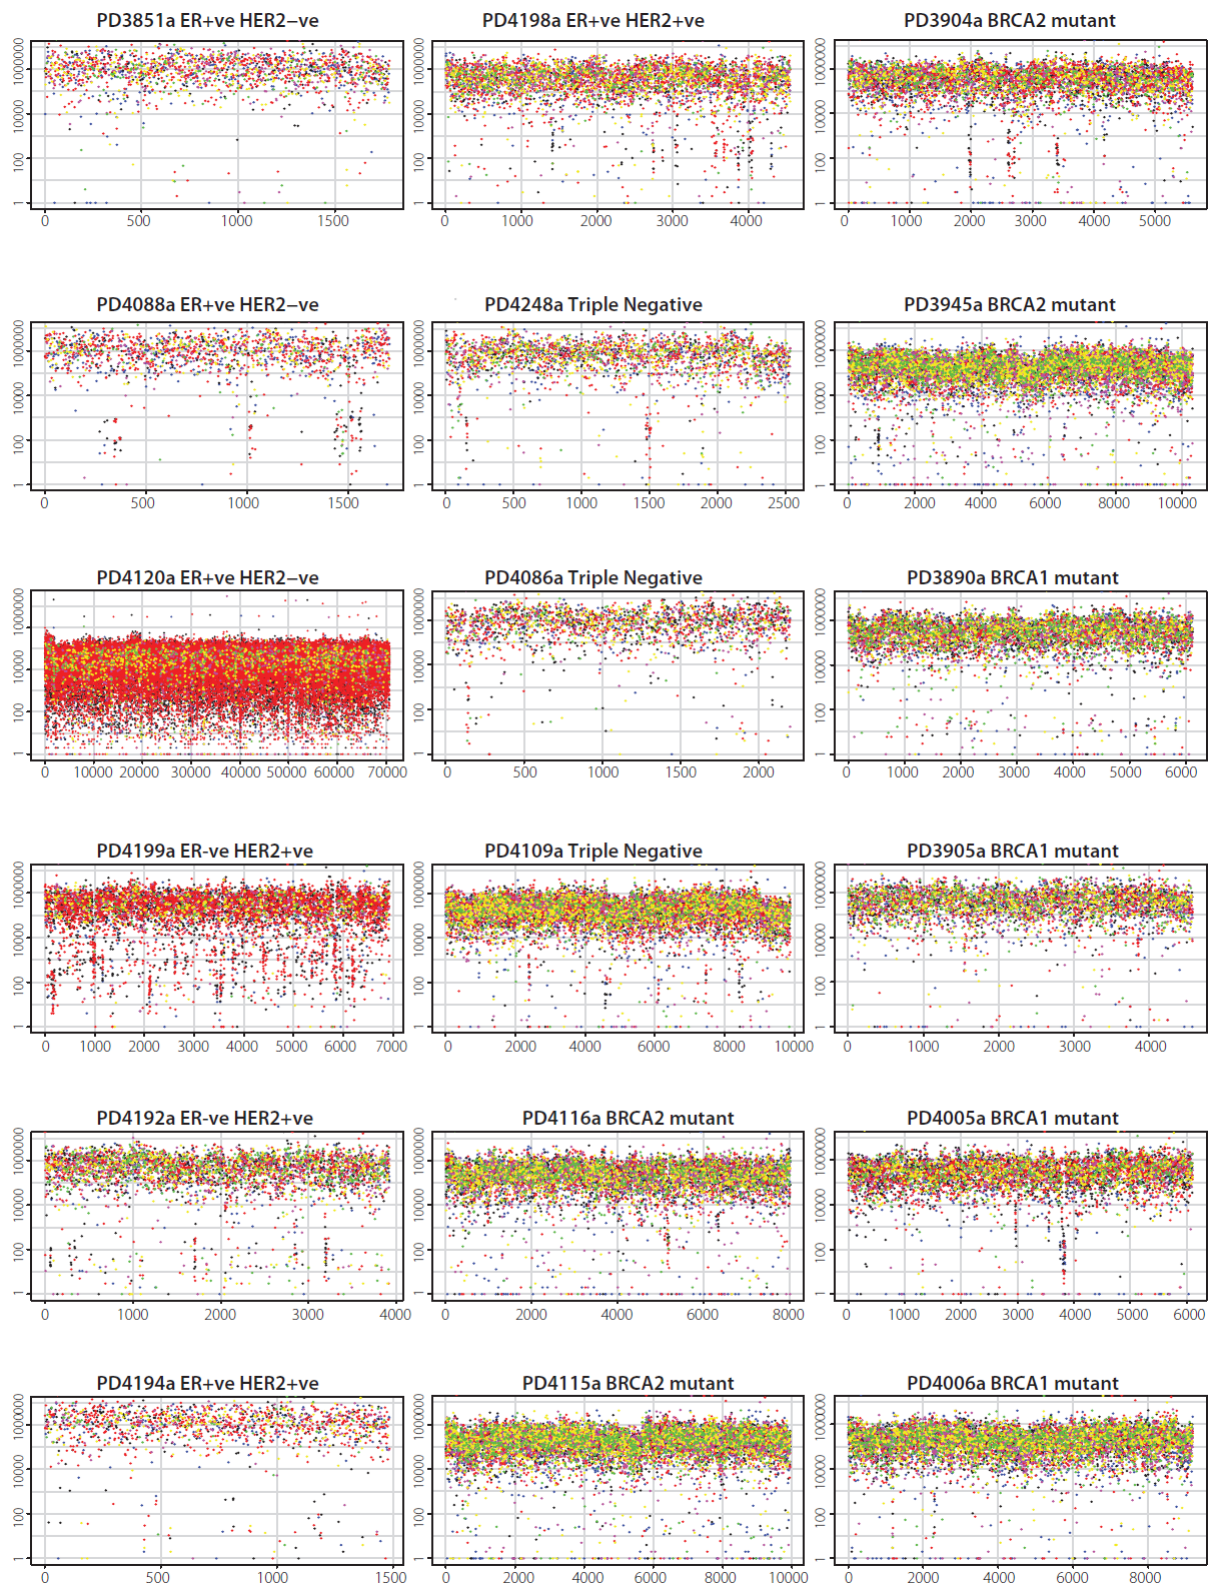 PD3851a ER+ve HER2−ve
PD4198a ER+ve HER2+ve
PD3904a BRCA2 mutant
1000000
10000
100
1
0 500 1000 1500
1000000
10000
100
1
0 1000 2000 3000 4000
1000000
10000
100
1
0 1000 2000 3000 4000 5000
PD4088a ER+ve HER2−ve
PD4248a Triple Negative
PD3945a BRCA2 mutant
1000000
10000
100
1
0 500 1000 1500
1000000
10000
100
1
0 500 1000 1500 2000 2500
1000000
10000
100
1
0 2000 4000 6000 8000 10000
PD4120a ER+ve HER2−ve
PD4086a Triple Negative
PD3890a BRCA1 mutant
1000000
10000
100
1
0 10000 20000 30000 40000 50000 60000 70000
1000000
10000
100
1
0 500 1000 1500 2000
1000000
10000
100
1
0 1000 2000 3000 4000 5000 6000
PD4199a ER-ve HER2+ve
PD4109a Triple Negative
PD3905a BRCA1 mutant
1000000
10000
100
1
0 1000 2000 3000 4000 5000 6000 7000
1000000
10000
100
1
0 2000 4000 6000 8000 10000
1000000
10000
100
1
0 1000 2000 3000 4000
PD4192a ER-ve HER2+ve
PD4116a BRCA2 mutant
PD4005a BRCA1 mutant
1000000
10000
100
1
0 1000 2000 3000 4000
1000000
10000
100
1
0 2000 4000 6000 8000
1000000
10000
100
1
0 1000 2000 3000 4000 5000 6000
PD4194a ER+ve HER2+ve
PD4115a BRCA2 mutant
PD4006a BRCA1 mutant
1000000
10000
100
1
0 500 1000 1500
1000000
10000
100
1
0 2000 4000 6000 8000 10000
1000000
10000
100
1
0 2000 4000 6000 8000